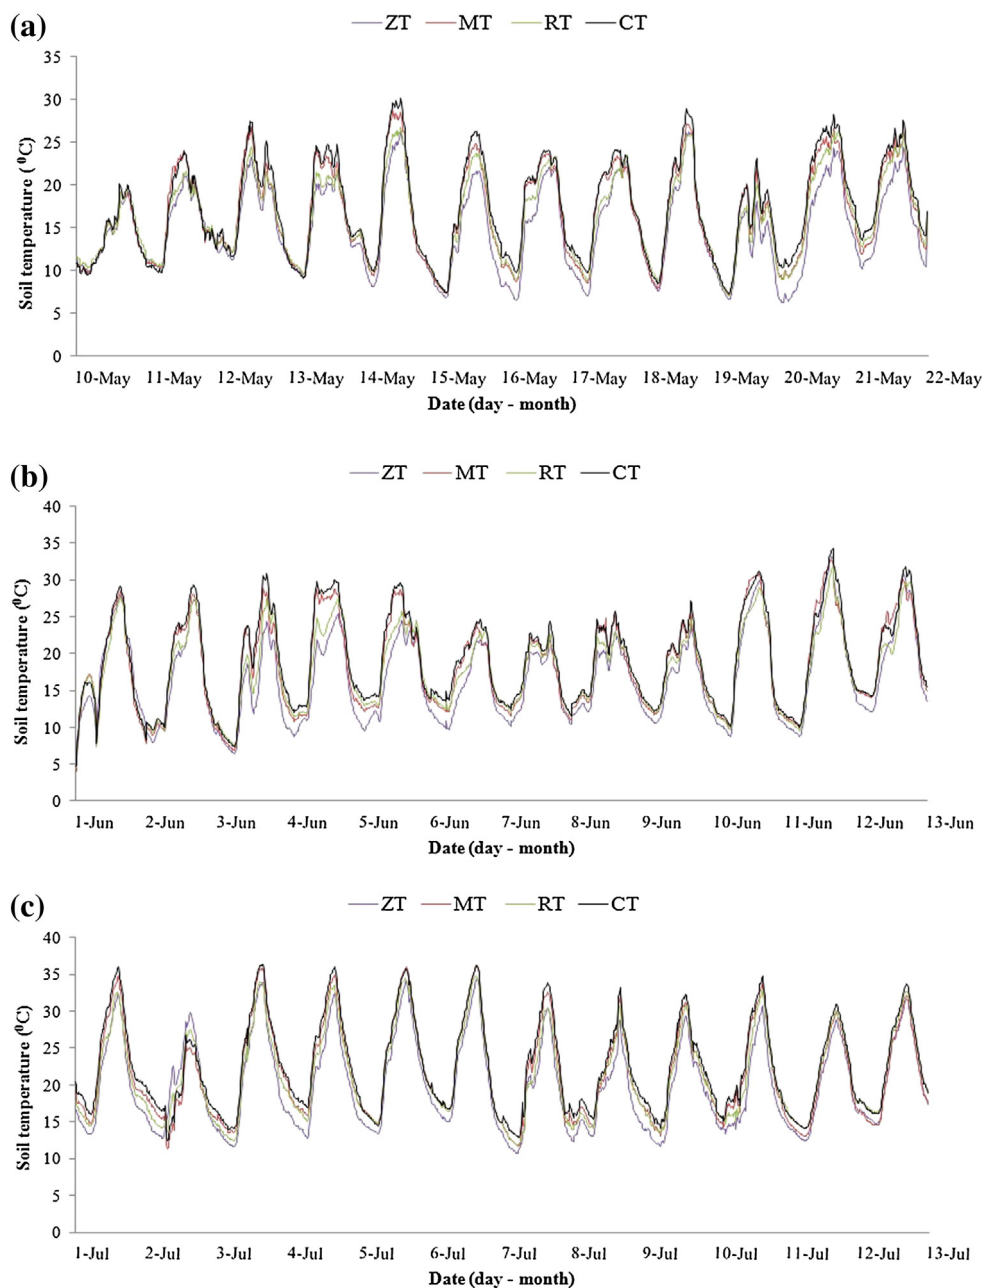 (a)
ZT MT RT CT
35
30
25
20
15
10
5
0
Soil temperature (⁰C)
10-May 11-May 12-May 13-May 14-May 15-May 16-May 17-May 18-May 19-May 20-May 21-May 22-May
Date (day - month)
(b)
ZT MT RT CT
40
35
30
25
20
15
10
5
0
Soil temperature (⁰C)
1-Jun 2-Jun 3-Jun 4-Jun 5-Jun 6-Jun 7-Jun 8-Jun 9-Jun 10-Jun 11-Jun 12-Jun 13-Jun
Date (day - month)
(c)
ZT MT RT CT
40
35
30
25
20
15
10
5
0
Soil temperature (⁰C)
1-Jul 2-Jul 3-Jul 4-Jul 5-Jul 6-Jul 7-Jul 8-Jul 9-Jul 10-Jul 11-Jul 12-Jul 13-Jul
Date (day - month)